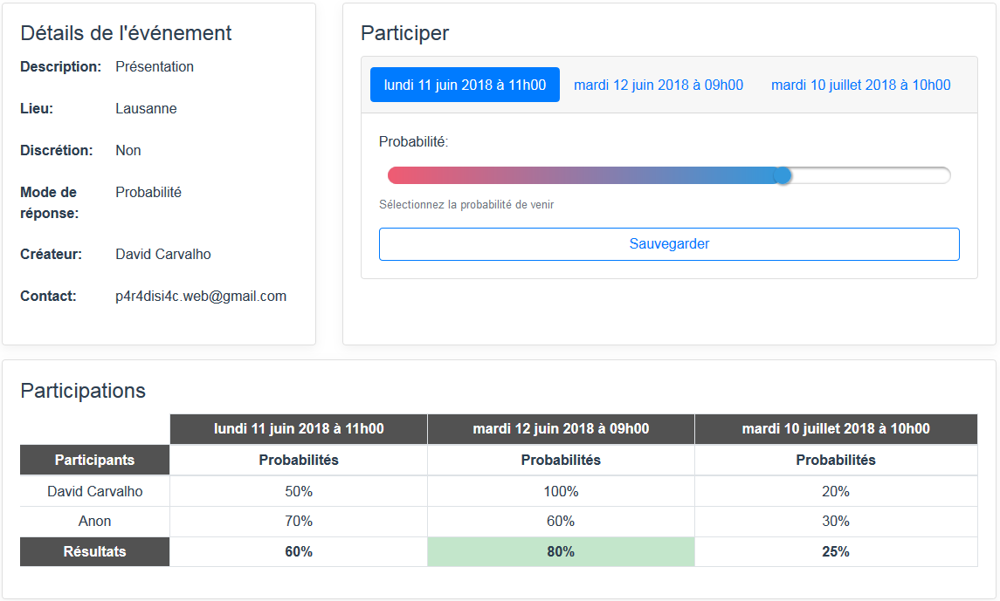 Détails de l'événement
Description: Présentation
Lieu: Lausanne
Discrétion: Non
Mode de réponse: Probabilité
Créateur: David Carvalho
Contact: p4r4disi4c.web@gmail.com
Participer
lundi 11 juin 2018 à 11h00 mardi 12 juin 2018 à 09h00 mardi 10 juillet 2018 à 10h00
Probabilité:
Sélectionnez la probabilité de venir
Sauvegarder
Participations
lundi 11 juin 2018 à 11h00 mardi 12 juin 2018 à 09h00 mardi 10 juillet 2018 à 10h00
Participants Probabilités Probabilités Probabilités
David Carvalho 50% 100% 20%
Anon 70% 60% 30%
Résultats 60% 80% 25%